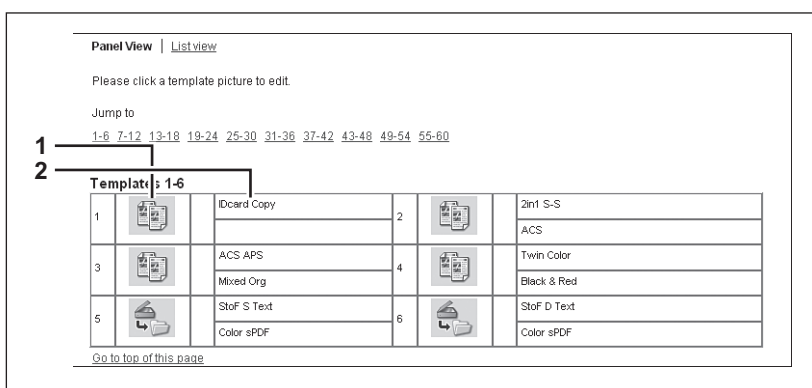 Panel View | List view
Please click a template picture to edit.
Jump to
1-6 7-12 13-18 19-24 25-30 31-36 37-42 43-48 49-54 55-60
1
2
Templates 1-6
1 IDcard Copy 2 2in1 S-S
ACS
3 ACS APS 4 Twin Color
Mixed Org Black & Red
5 StoF S Text 6 StoF D Text
Color sPDF Color sPDF
Go to top of this page